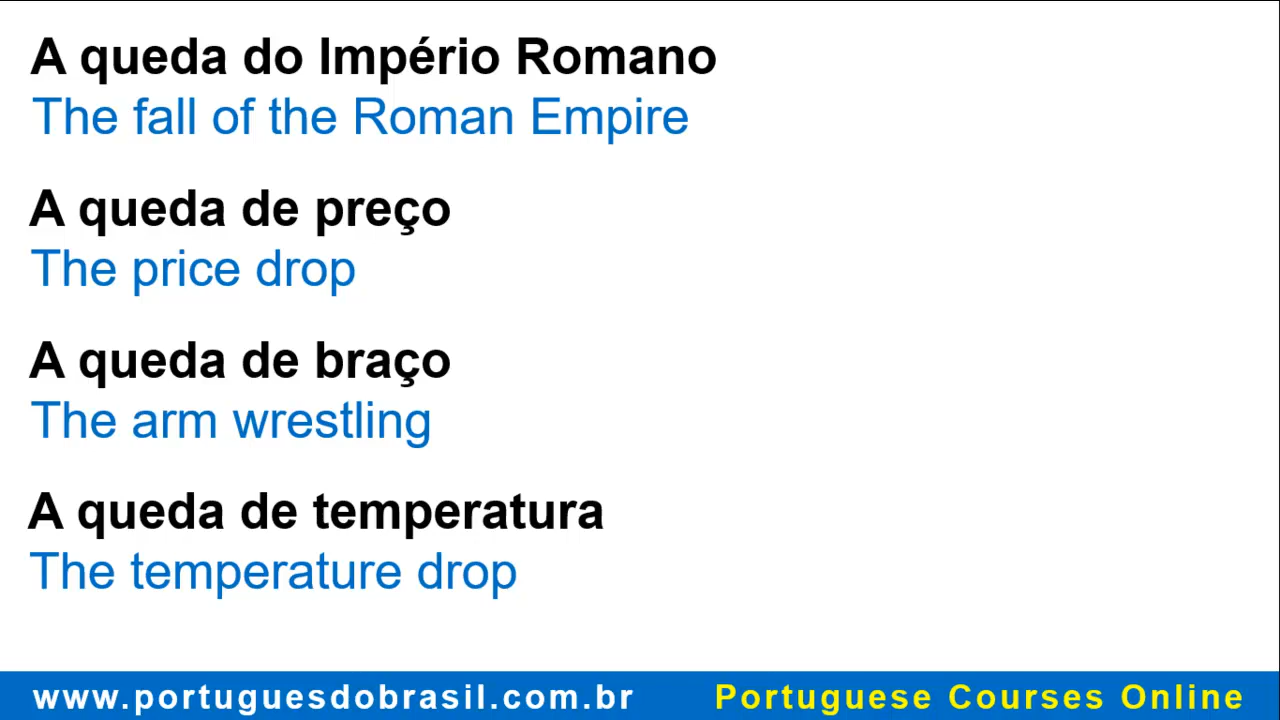 A queda do Império Romano
The fall of the Roman Empire
A queda de preço
The price drop
A queda de braço
The arm wrestling
A queda de temperatura
The temperature drop
www.portuguesdobrasil.com.br Portuguese Courses Online